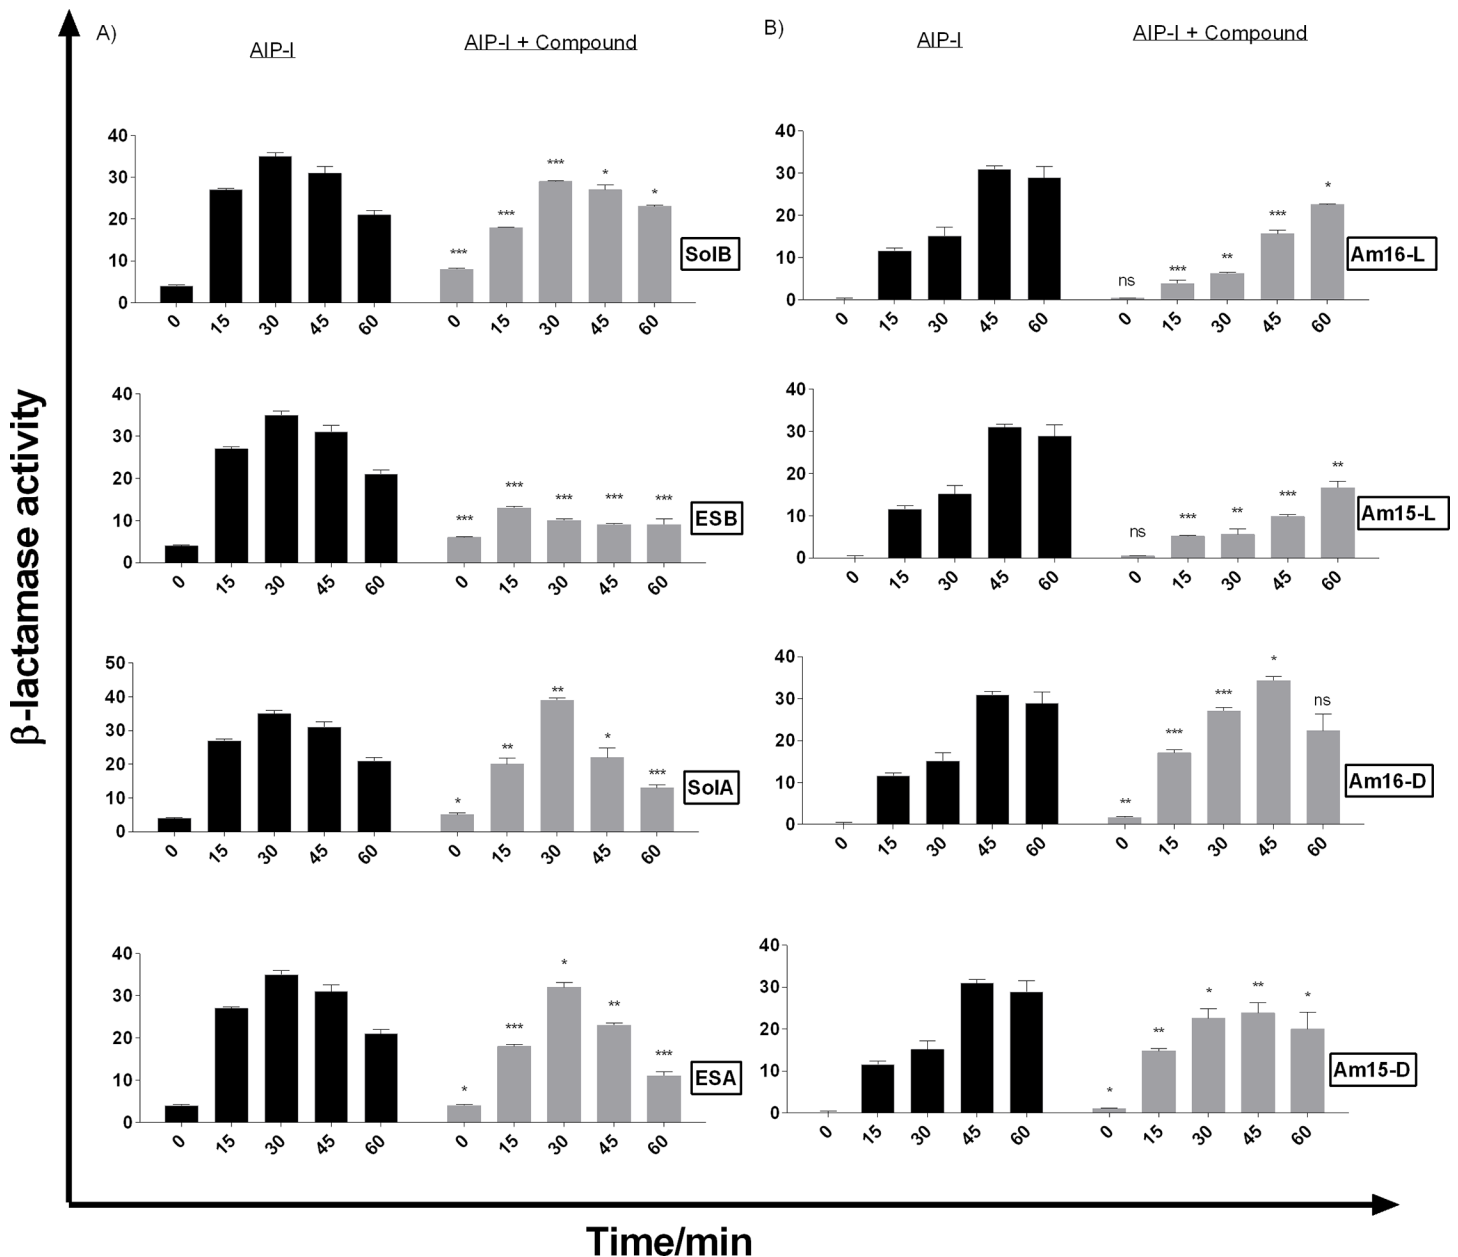 A)
AIP-I
AIP-I + Compound
B)
AIP-I
AIP-I + Compound
β-lactamase activity
Time/min
40
30
20
10
0
0 15 30 45 60
*** *** *** * *
0 15 30 45 60
SolB
40
30
20
10
0
0 15 30 45 60
ns *** ** *** *
0 15 30 45 60
Am16-L
40
30
20
10
0
0 15 30 45 60
*** *** *** *** ***
0 15 30 45 60
ESB
40
30
20
10
0
0 15 30 45 60
ns *** ** *** **
0 15 30 45 60
Am15-L
50
40
30
20
10
0
0 15 30 45 60
* ** ** * ***
0 15 30 45 60
SolA
40
30
20
10
0
0 15 30 45 60
** *** *** * ns
0 15 30 45 60
Am16-D
40
30
20
10
0
0 15 30 45 60
* *** * ** ***
0 15 30 45 60
ESA
40
30
20
10
0
0 15 30 45 60
* ** * ** *
0 15 30 45 60
Am15-D